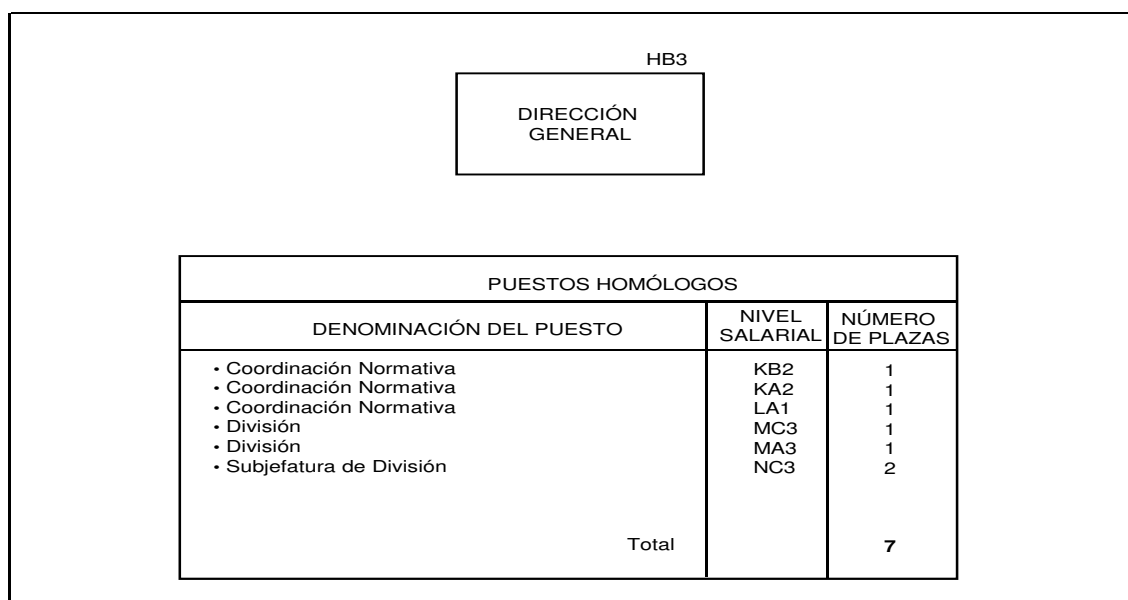 HB3
DIRECCIÓN
GENERAL
PUESTOS HOMÓLOGOS
DENOMINACIÓN DEL PUESTO
NIVEL
SALARIAL
NÚMERO
DE PLAZAS
• Coordinación Normativa KB2 1
• Coordinación Normativa KA2 1
• Coordinación Normativa LA1 1
• División MC3 1
• División MA3 1
• Subjefatura de División NC3 2
Total 7